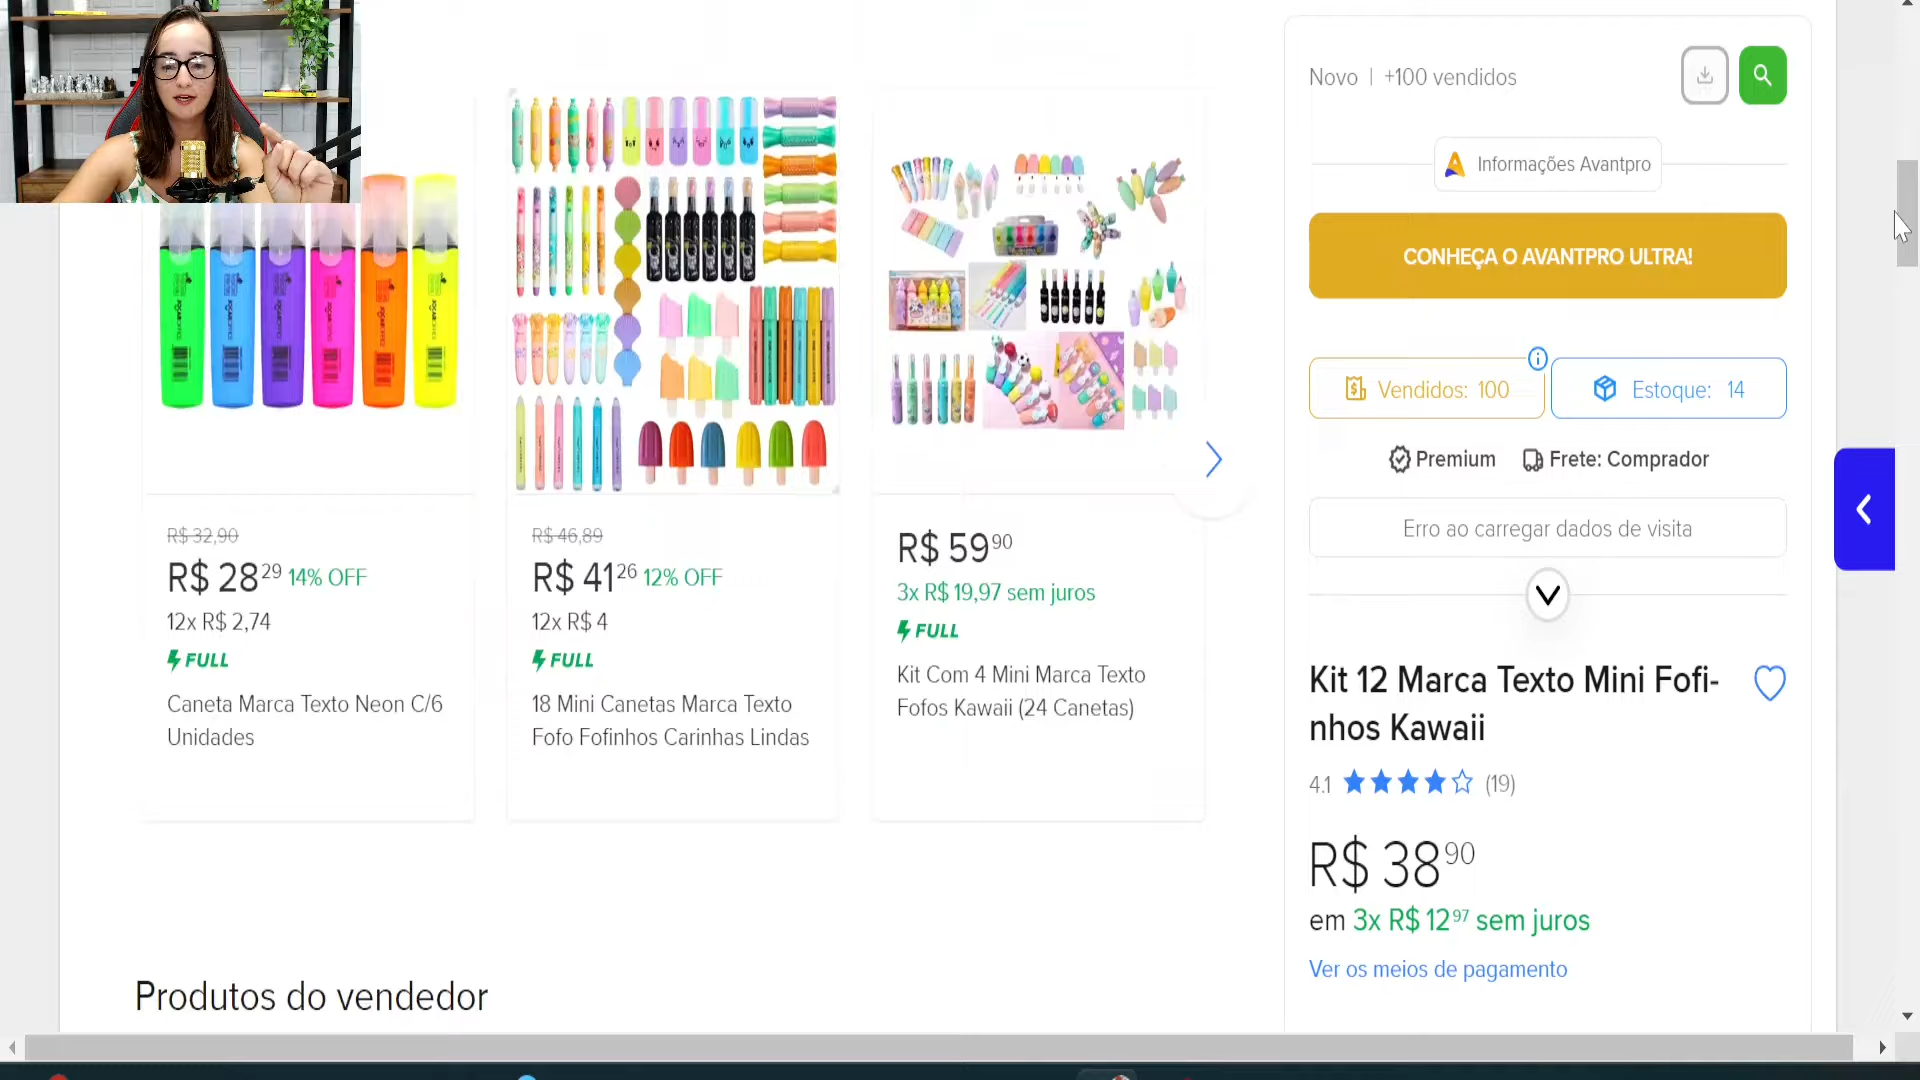 R$ 32,90
R$ 28 29 14% OFF
12x R$ 2,74
FULL
Caneta Marca Texto Neon C/6
Unidades
R$ 46,89
R$ 41 26 12% OFF
12x R$ 4
FULL
18 Mini Canetas Marca Texto
Fofo Fofinhos Carinhas Lindas
R$ 59 90
3x R$ 19,97 sem juros
FULL
Kit Com 4 Mini Marca Texto
Fofos Kawaii (24 Canetas)
Produtos do vendedor
Novo | +100 vendidos
Informações Avantpro
CONHEÇA O AVANTPRO ULTRA!
Vendidos: 100
Estoque: 14
Premium
Frete: Comprador
Erro ao carregar dados de visita
Kit 12 Marca Texto Mini Fofi-
nhos Kawaii
4.1 (19)
R$ 38 90
em 3x R$ 12 97 sem juros
Ver os meios de pagamento